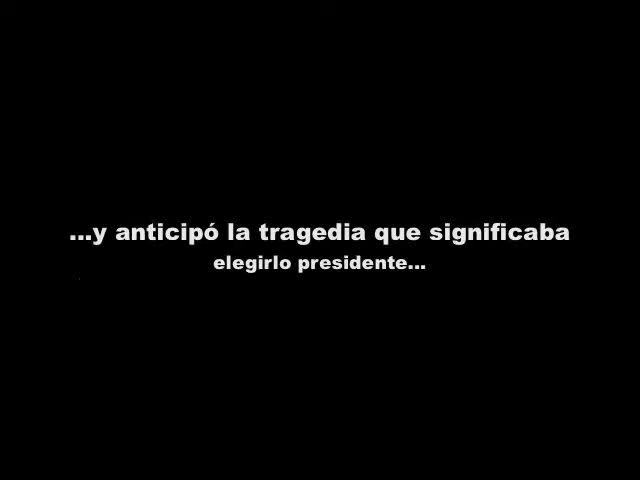 ...y anticipó la tragedia que significaba
elegirlo presidente...